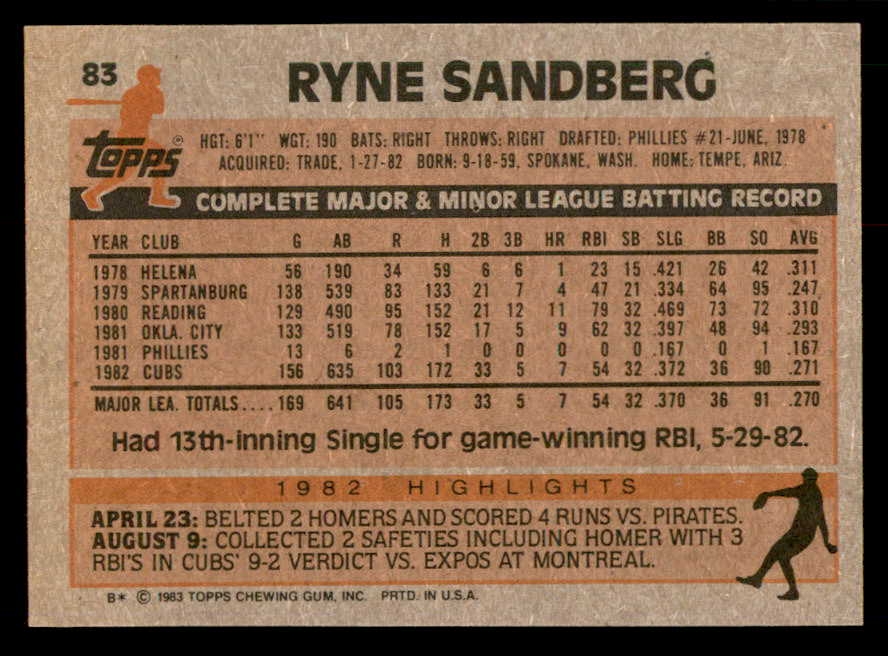 83 RYNE SANDBERG
Topps® HGT: 6'1" WGT: 190 BATS: RIGHT THROWS: RIGHT DRAFTED: PHILLIES #21-JUNE, 1978
ACQUIRED: TRADE, 1-27-82 BORN: 9-18-59, SPOKANE, WASH. HOME: TEMPE, ARIZ.
COMPLETE MAJOR & MINOR LEAGUE BATTING RECORD
YEAR CLUB G AB R H 2B 3B HR RBI SB SLG BB SO AVG
1978 HELENA 56 190 34 59 6 6 1 23 15 .421 26 42 .311
1979 SPARTANBURG 138 539 83 133 21 7 4 47 21 .334 64 95 .247
1980 READING 129 490 95 152 21 12 11 79 32 .469 73 72 .310
1981 OKLA. CITY 133 519 78 152 17 5 9 62 32 .397 48 94 .293
1981 PHILLIES 13 6 2 1 0 0 0 0 0 .167 0 1 .167
1982 CUBS 156 635 103 172 33 5 7 54 32 .372 36 90 .271
MAJOR LEA. TOTALS.... 169 641 105 173 33 5 7 54 32 .370 36 91 .270
Had 13th-inning Single for game-winning RBI, 5-29-82.
1982 HIGHLIGHTS
APRIL 23: BELTED 2 HOMERS AND SCORED 4 RUNS VS. PIRATES.
AUGUST 9: COLLECTED 2 SAFETIES INCLUDING HOMER WITH 3
RBI'S IN CUBS' 9-2 VERDICT VS. EXPOS AT MONTREAL.
B* © 1983 TOPPS CHEWING GUM, INC. PRTD. IN U.S.A.